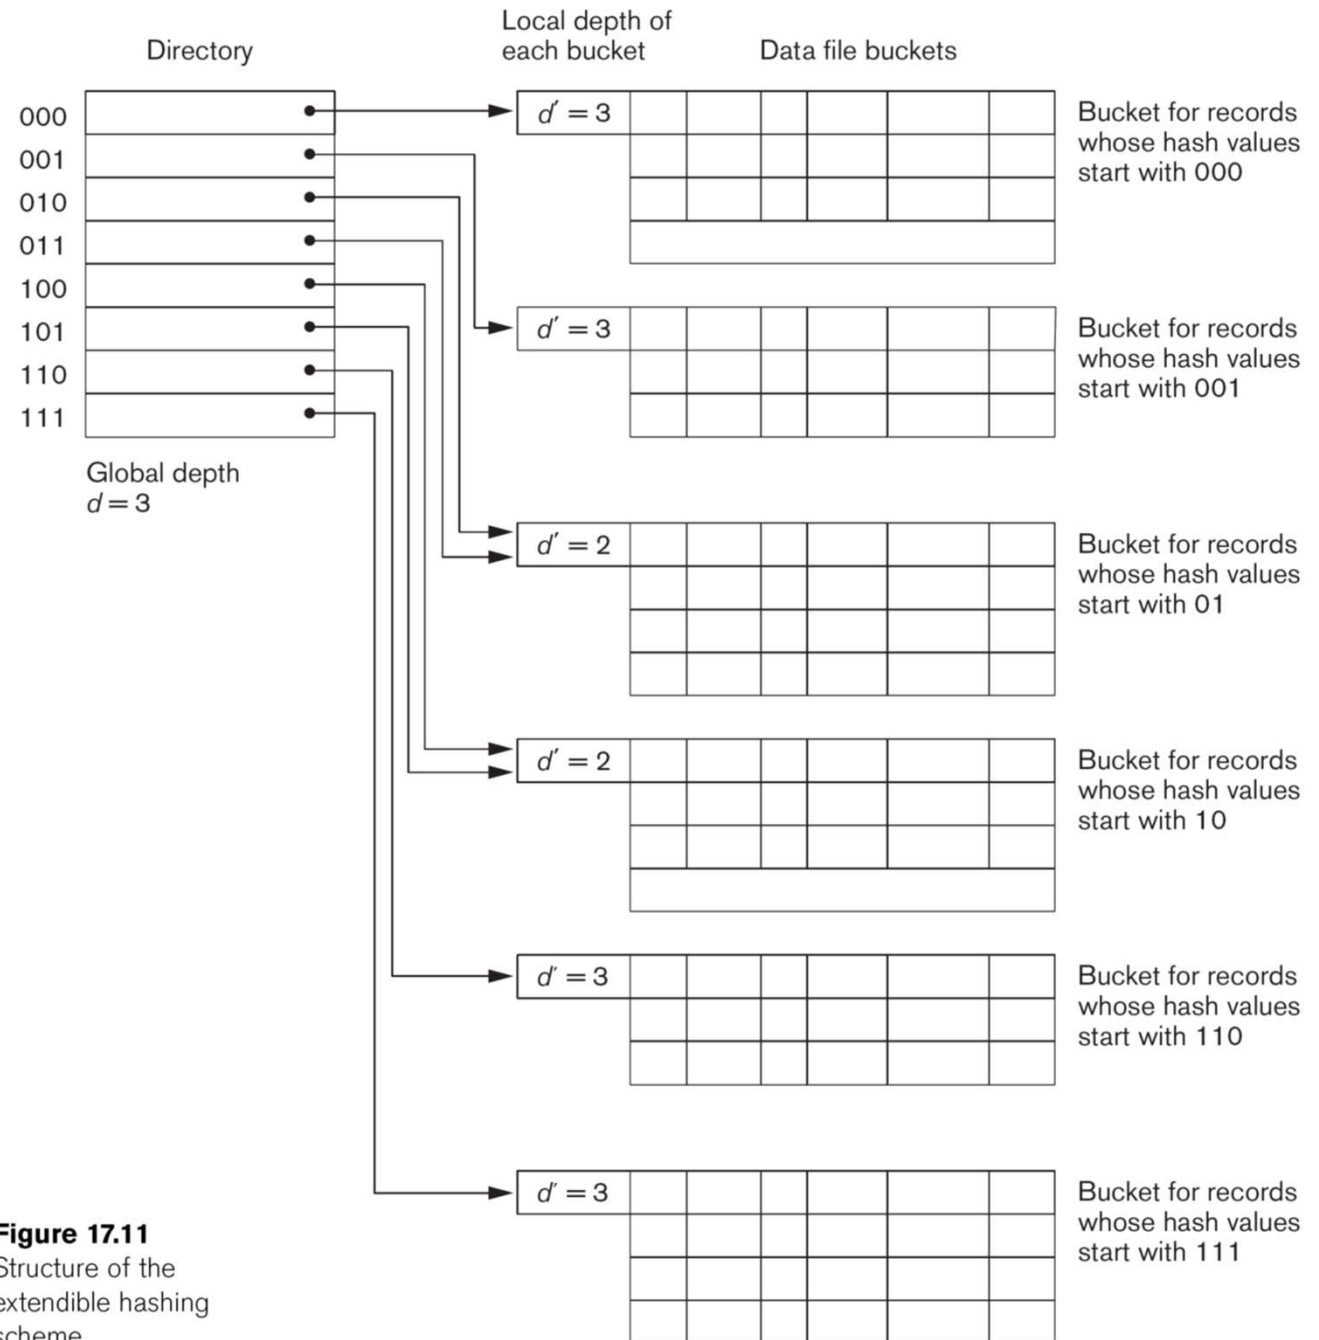 Directory
Local depth of
each bucket
Data file buckets
000
001
010
011
100
101
110
111
Global depth
d = 3
d′ = 3
Bucket for records
whose hash values
start with 000
d′ = 3
Bucket for records
whose hash values
start with 001
d′ = 2
Bucket for records
whose hash values
start with 01
d′ = 2
Bucket for records
whose hash values
start with 10
d′ = 3
Bucket for records
whose hash values
start with 110
d′ = 3
Bucket for records
whose hash values
start with 111
Figure 17.11
Structure of the
extendible hashing
scheme